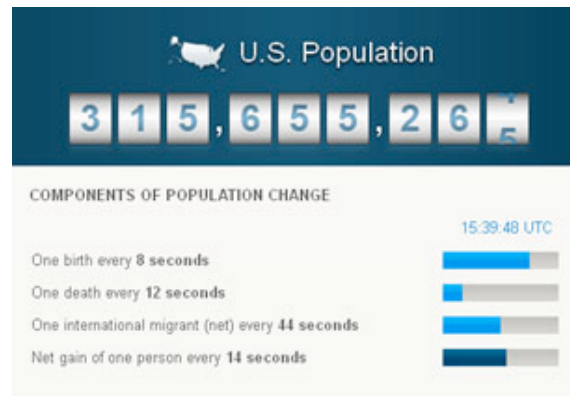 U.S. Population
315,655,26
COMPONENTS OF POPULATION CHANGE
15:39:48 UTC
One birth every 8 seconds
One death every 12 seconds
One international migrant (net) every 44 seconds
Net gain of one person every 14 seconds